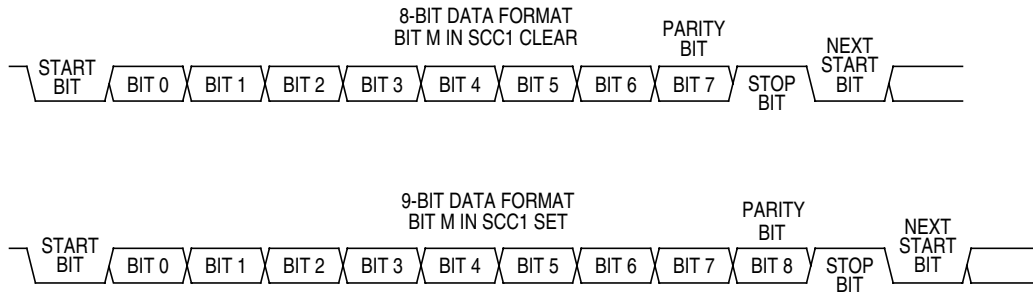 8-BIT DATA FORMAT
BIT M IN SCC1 CLEAR
PARITY
BIT
START
BIT
BIT 0
BIT 1
BIT 2
BIT 3
BIT 4
BIT 5
BIT 6
BIT 7
STOP
BIT
NEXT
START
BIT
9-BIT DATA FORMAT
BIT M IN SCC1 SET
PARITY
BIT
START
BIT
BIT 0
BIT 1
BIT 2
BIT 3
BIT 4
BIT 5
BIT 6
BIT 7
BIT 8
STOP
BIT
NEXT
START
BIT